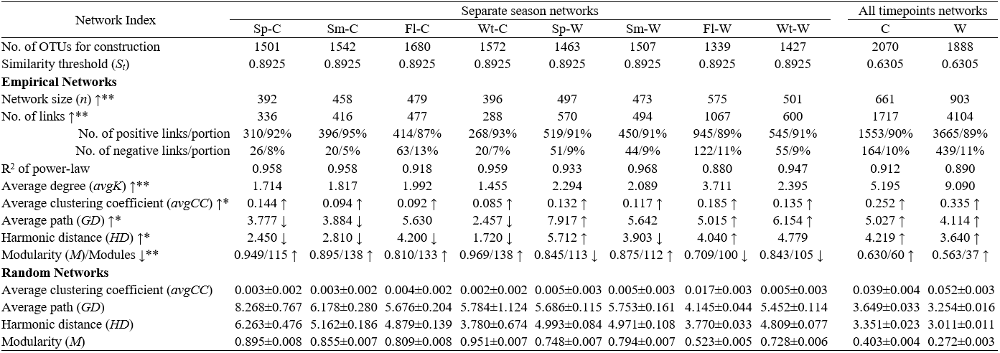 Network Index Separate season networks All timepoints networks
Sp-C Sm-C Fl-C Wt-C Sp-W Sm-W Fl-W Wt-W C W
No. of OTUs for construction 1501 1542 1680 1572 1463 1507 1339 1427 2070 1888
Similarity threshold (St) 0.8925 0.8925 0.8925 0.8925 0.8925 0.8925 0.8925 0.8925 0.6305 0.6305
Empirical Networks
Network size (n) ↑** 392 458 479 396 497 473 575 501 661 903
No. of links ↑** 336 416 477 288 570 494 1067 600 1717 4104
No. of positive links/portion 310/92% 396/95% 414/87% 268/93% 519/91% 450/91% 945/89% 545/91% 1553/90% 3665/89%
No. of negative links/portion 26/8% 20/5% 63/13% 20/7% 51/9% 44/9% 122/11% 55/9% 164/10% 439/11%
R2 of power-law 0.958 0.958 0.918 0.959 0.933 0.968 0.880 0.947 0.912 0.890
Average degree (avgK) ↑** 1.714 1.817 1.992 1.455 2.294 2.089 3.711 2.395 5.195 9.090
Average clustering coefficient (avgCC) ↑* 0.144 ↑ 0.094 ↑ 0.092 ↑ 0.085 ↑ 0.132 ↑ 0.117 ↑ 0.185 ↑ 0.135 ↑ 0.252 ↑ 0.335 ↑
Average path (GD) ↑* 3.777 ↓ 3.884 ↓ 5.630 2.457 ↓ 7.917 ↑ 5.642 5.015 ↑ 6.154 ↑ 5.027 ↑ 4.114 ↑
Harmonic distance (HD) ↑* 2.450 ↓ 2.810 ↓ 4.200 ↓ 1.720 ↓ 5.712 ↑ 3.903 ↓ 4.040 ↑ 4.779 4.219 ↑ 3.640 ↑
Modularity (M)/Modules ↓** 0.949/115 ↑ 0.895/138 ↑ 0.810/133 ↑ 0.969/138 ↑ 0.845/113 ↓ 0.875/112 ↑ 0.709/100 ↓ 0.843/105 ↓ 0.630/60 ↑ 0.563/37 ↑
Random Networks
Average clustering coefficient (avgCC) 0.003±0.002 0.003±0.002 0.004±0.002 0.002±0.002 0.005±0.003 0.005±0.003 0.017±0.003 0.005±0.003 0.039±0.004 0.052±0.003
Average path (GD) 8.268±0.767 6.178±0.280 5.676±0.204 5.784±1.124 5.686±0.115 5.753±0.161 4.145±0.044 5.452±0.114 3.649±0.033 3.254±0.016
Harmonic distance (HD) 6.263±0.476 5.162±0.186 4.879±0.139 3.780±0.674 4.993±0.084 4.971±0.108 3.770±0.033 4.809±0.077 3.351±0.023 3.011±0.011
Modularity (M) 0.895±0.008 0.855±0.007 0.809±0.008 0.951±0.007 0.748±0.007 0.794±0.007 0.523±0.005 0.728±0.006 0.403±0.004 0.272±0.003